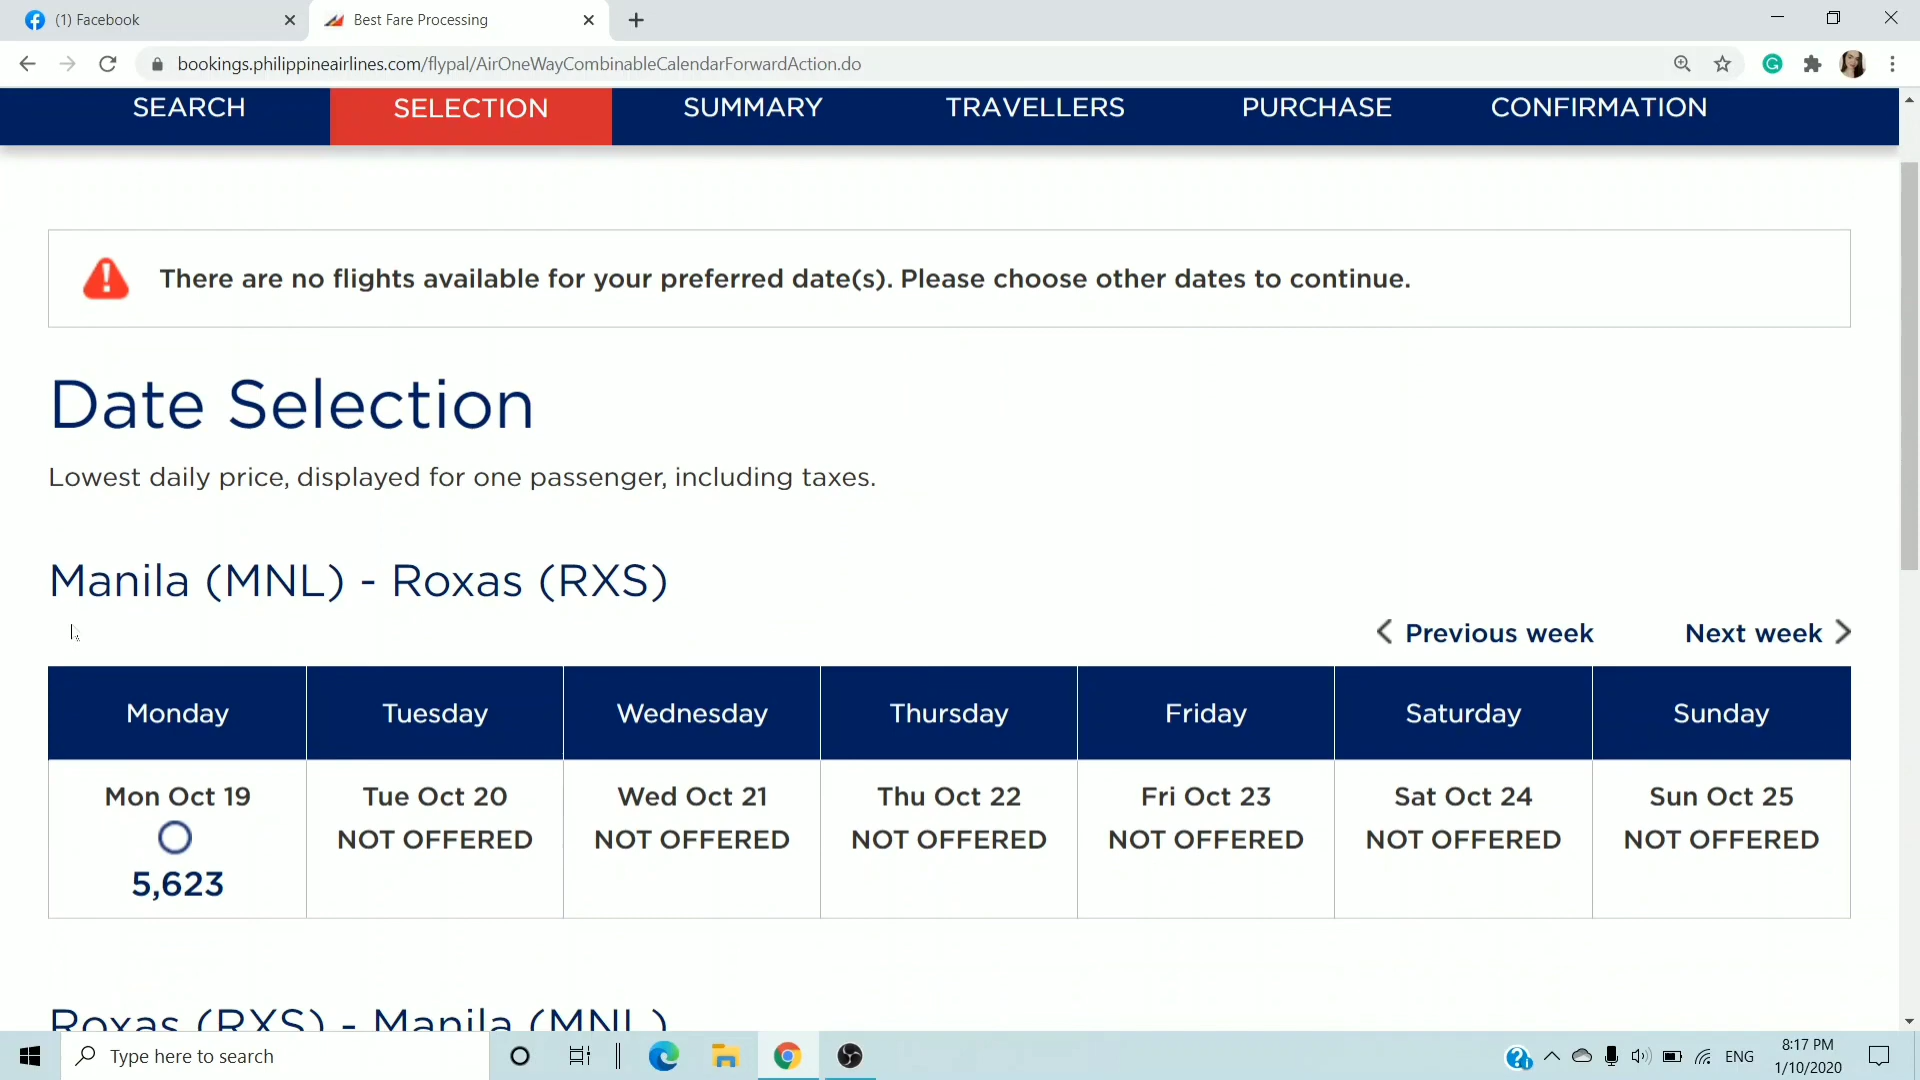 (1) Facebook
Best Fare Processing
bookings.philippineairlines.com/flypal/AirOneWayCombinableCalendarForwardAction.do
SEARCH SELECTION SUMMARY TRAVELLERS PURCHASE CONFIRMATION
There are no flights available for your preferred date(s). Please choose other dates to continue.
Date Selection
Lowest daily price, displayed for one passenger, including taxes.
Manila (MNL) - Roxas (RXS)
Previous week Next week
Monday Tuesday Wednesday Thursday Friday Saturday Sunday
Mon Oct 19 Tue Oct 20 Wed Oct 21 Thu Oct 22 Fri Oct 23 Sat Oct 24 Sun Oct 25
NOT OFFERED NOT OFFERED NOT OFFERED NOT OFFERED NOT OFFERED NOT OFFERED
5,623
Roxas (RXS) - Manila (MNL)
Type here to search
ENG
8:17 PM
1/10/2020